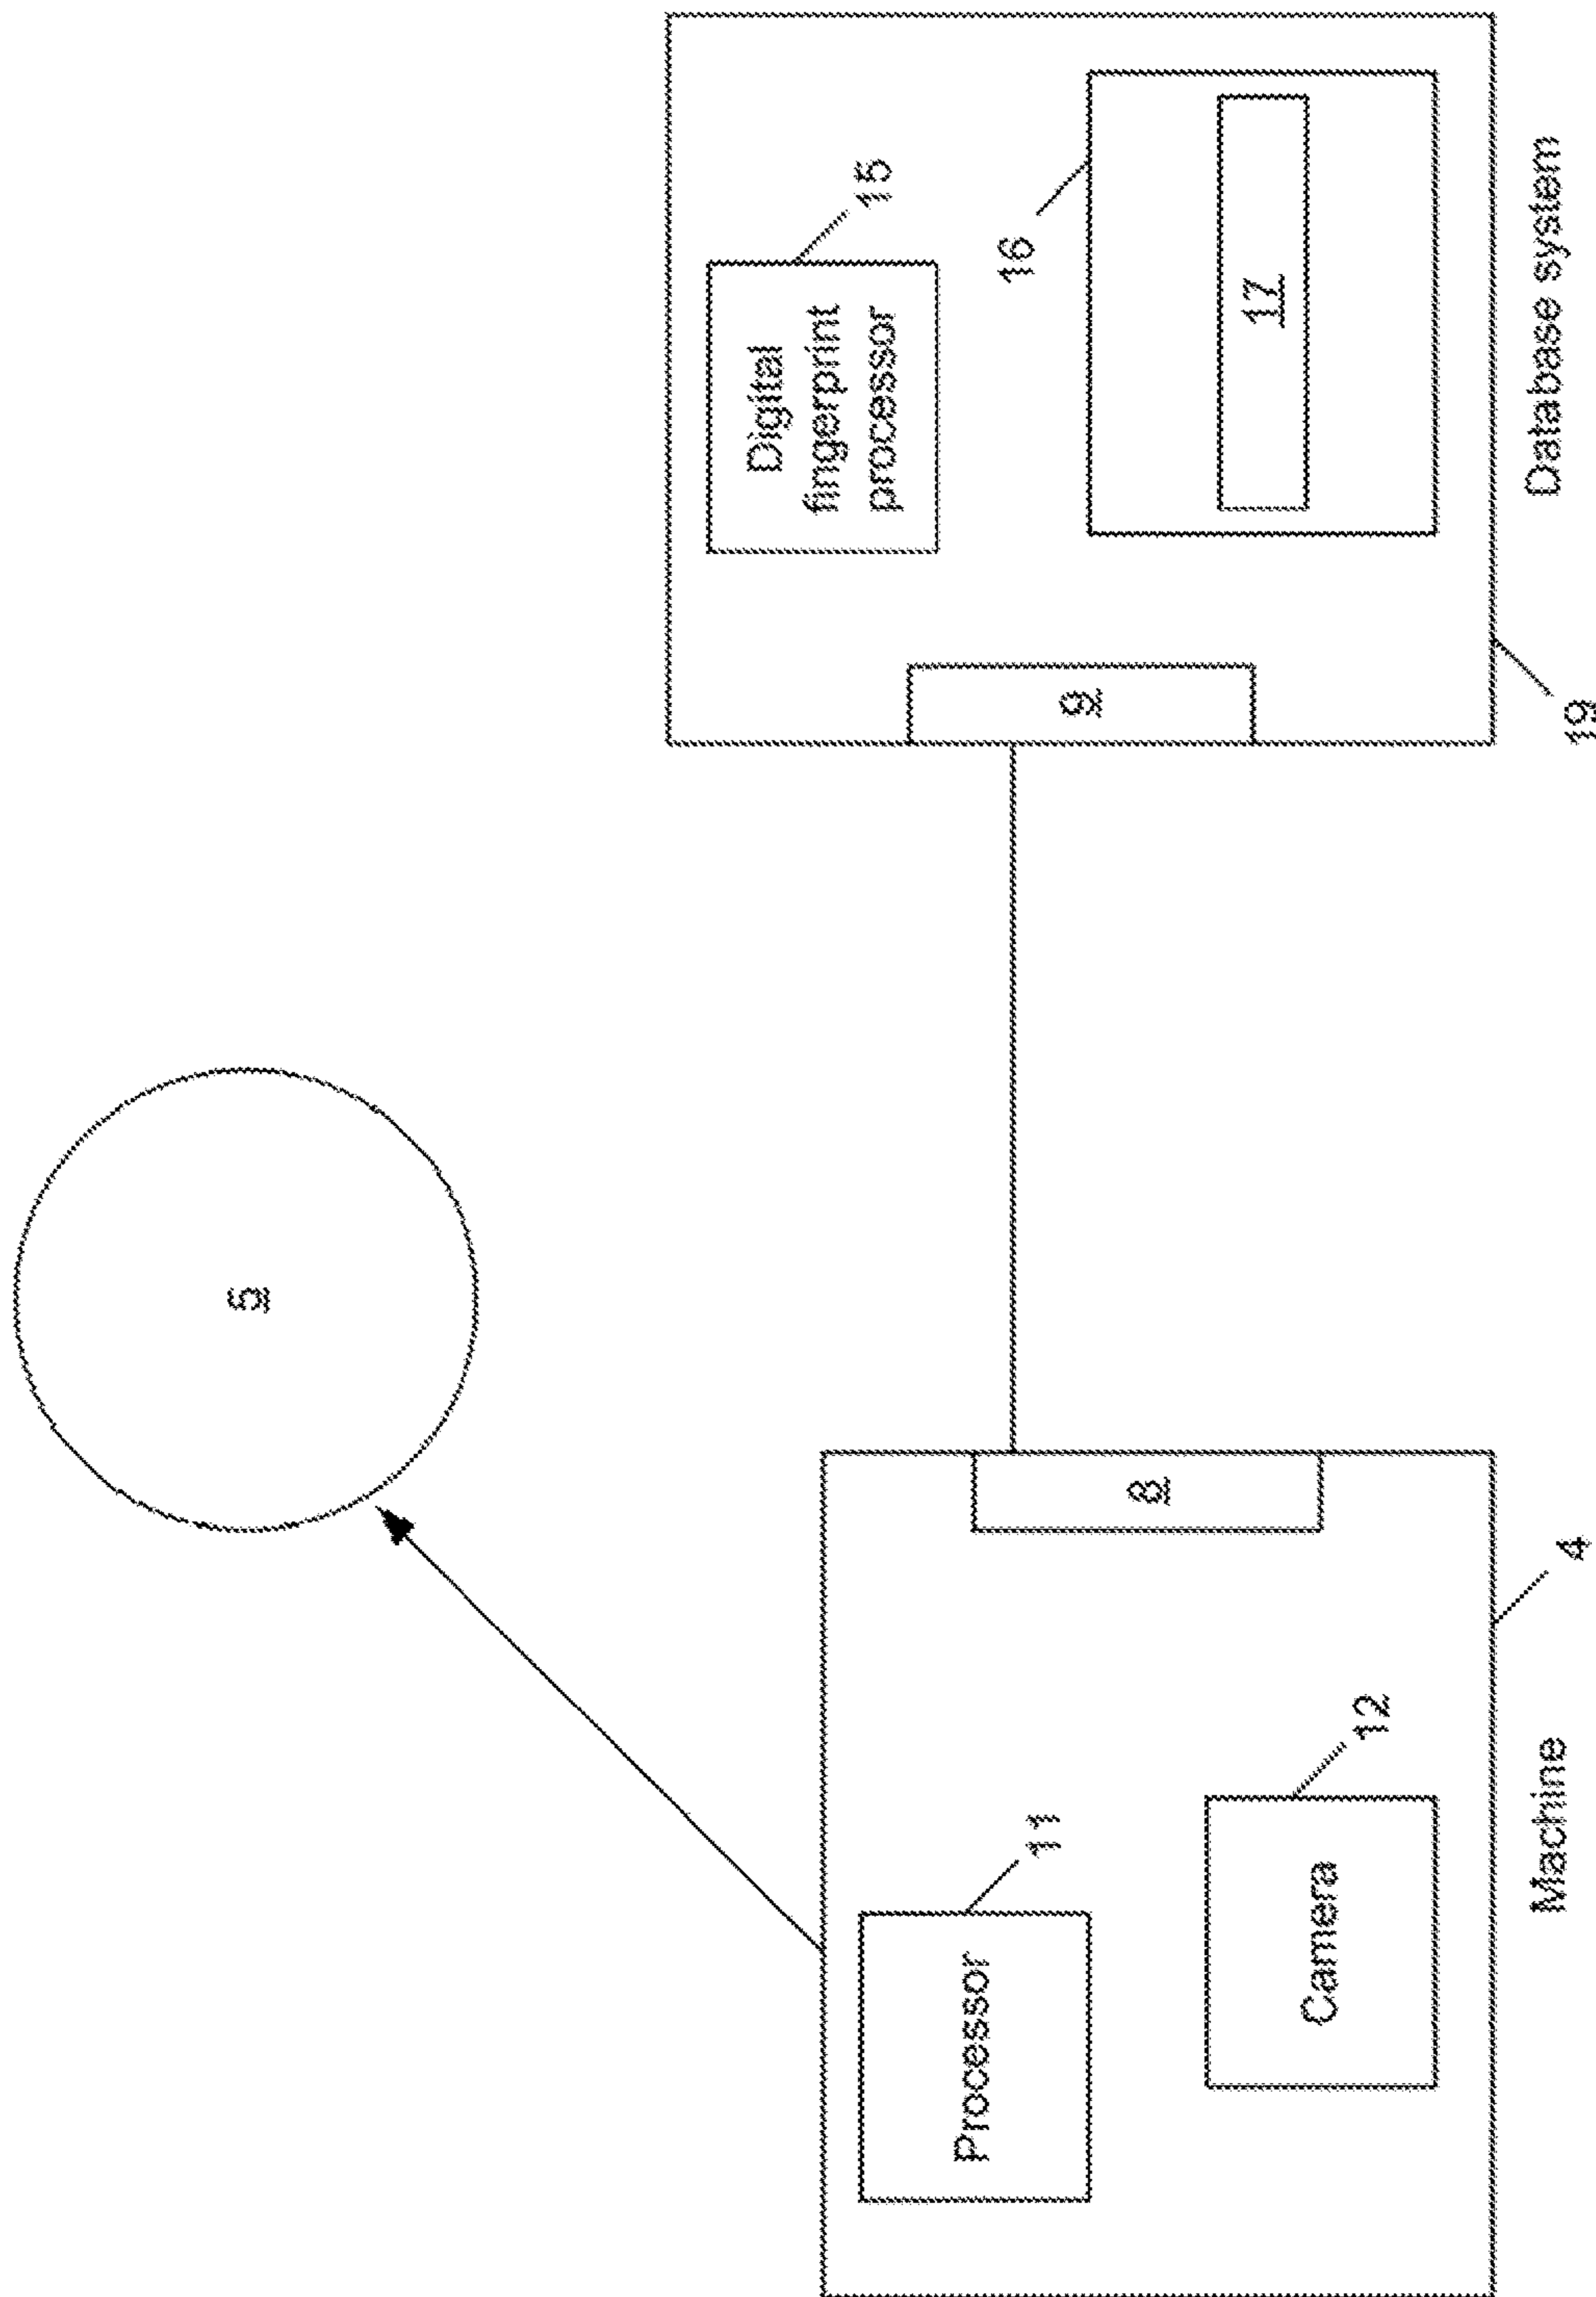 5
Processor
11
Camera
12
8
Machine
4
9
Digital
fingerprint
processor
15
16
17
Database system
19